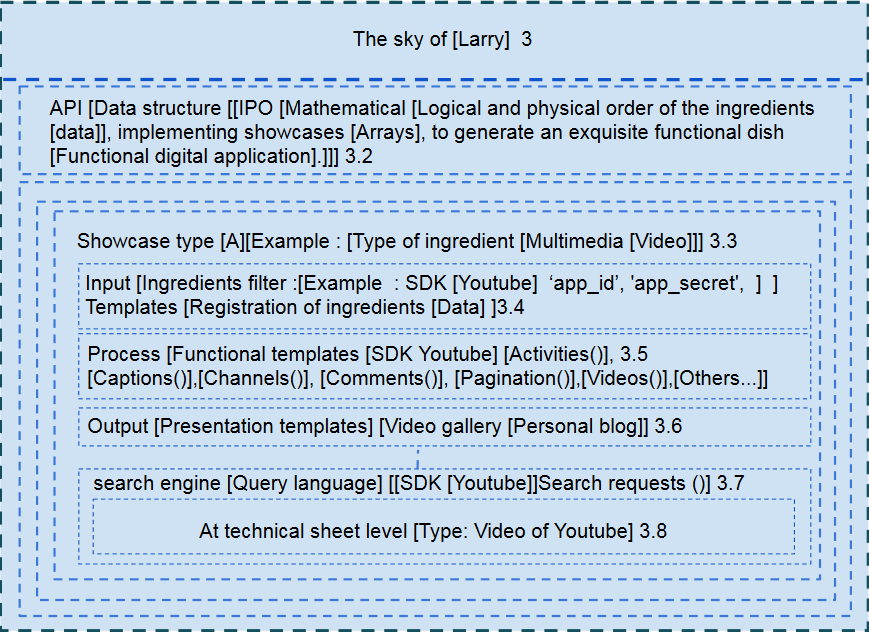 The sky of [Larry]  3
API [Data structure [[IPO [Mathematical [Logical and physical order of the ingredients
[data]], implementing showcases [Arrays], to generate an exquisite functional dish
[Functional digital application].]]] 3.2
Showcase type [A][Example : [Type of ingredient [Multimedia [Video]]] 3.3
Input [Ingredients filter :[Example  : SDK [Youtube]  ‘app_id’, 'app_secret',  ]  ]
Templates [Registration of ingredients [Data] ]3.4
Process [Functional templates [SDK Youtube] [Activities()], 3.5
[Captions()],[Channels()], [Comments()], [Pagination()],[Videos()],[Others...]]
Output [Presentation templates] [Video gallery [Personal blog]] 3.6
search engine [Query language] [[SDK [Youtube]]Search requests ()] 3.7
At technical sheet level [Type: Video of Youtube] 3.8